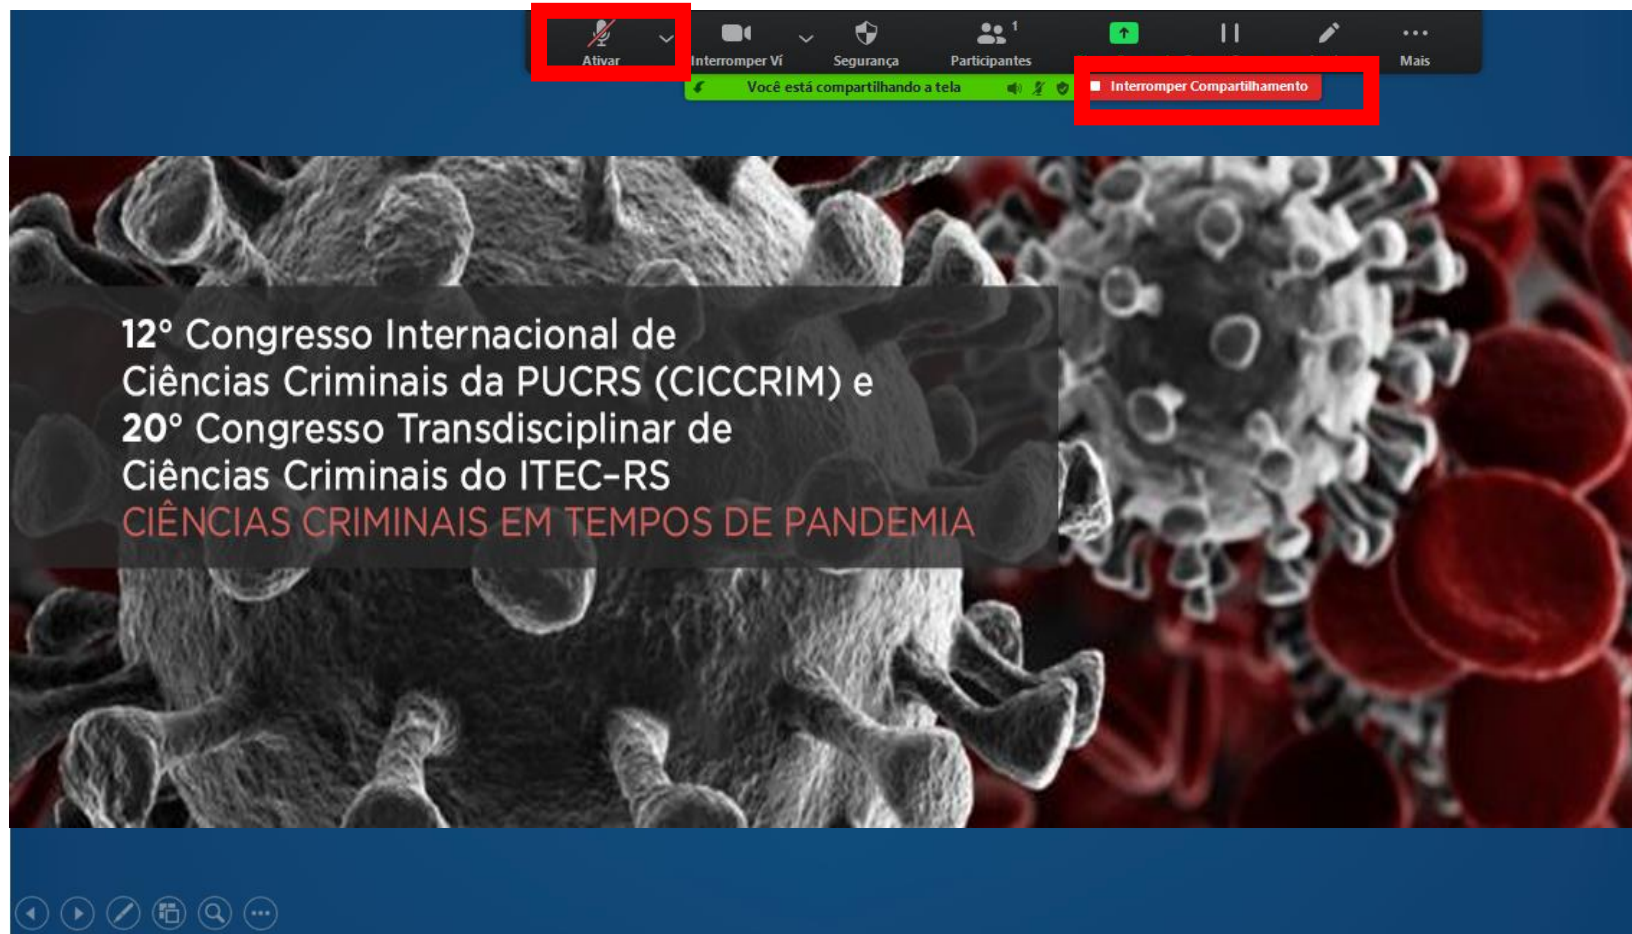 1
Ativar
Interromper Ví
Segurança
Participantes
Mais
Você está compartilhando a tela
Interromper Compartilhamento
12° Congresso Internacional de
Ciências Criminais da PUCRS (CICCRIM) e
20° Congresso Transdisciplinar de
Ciências Criminais do ITEC-RS
CIÊNCIAS CRIMINAIS EM TEMPOS DE PANDEMIA